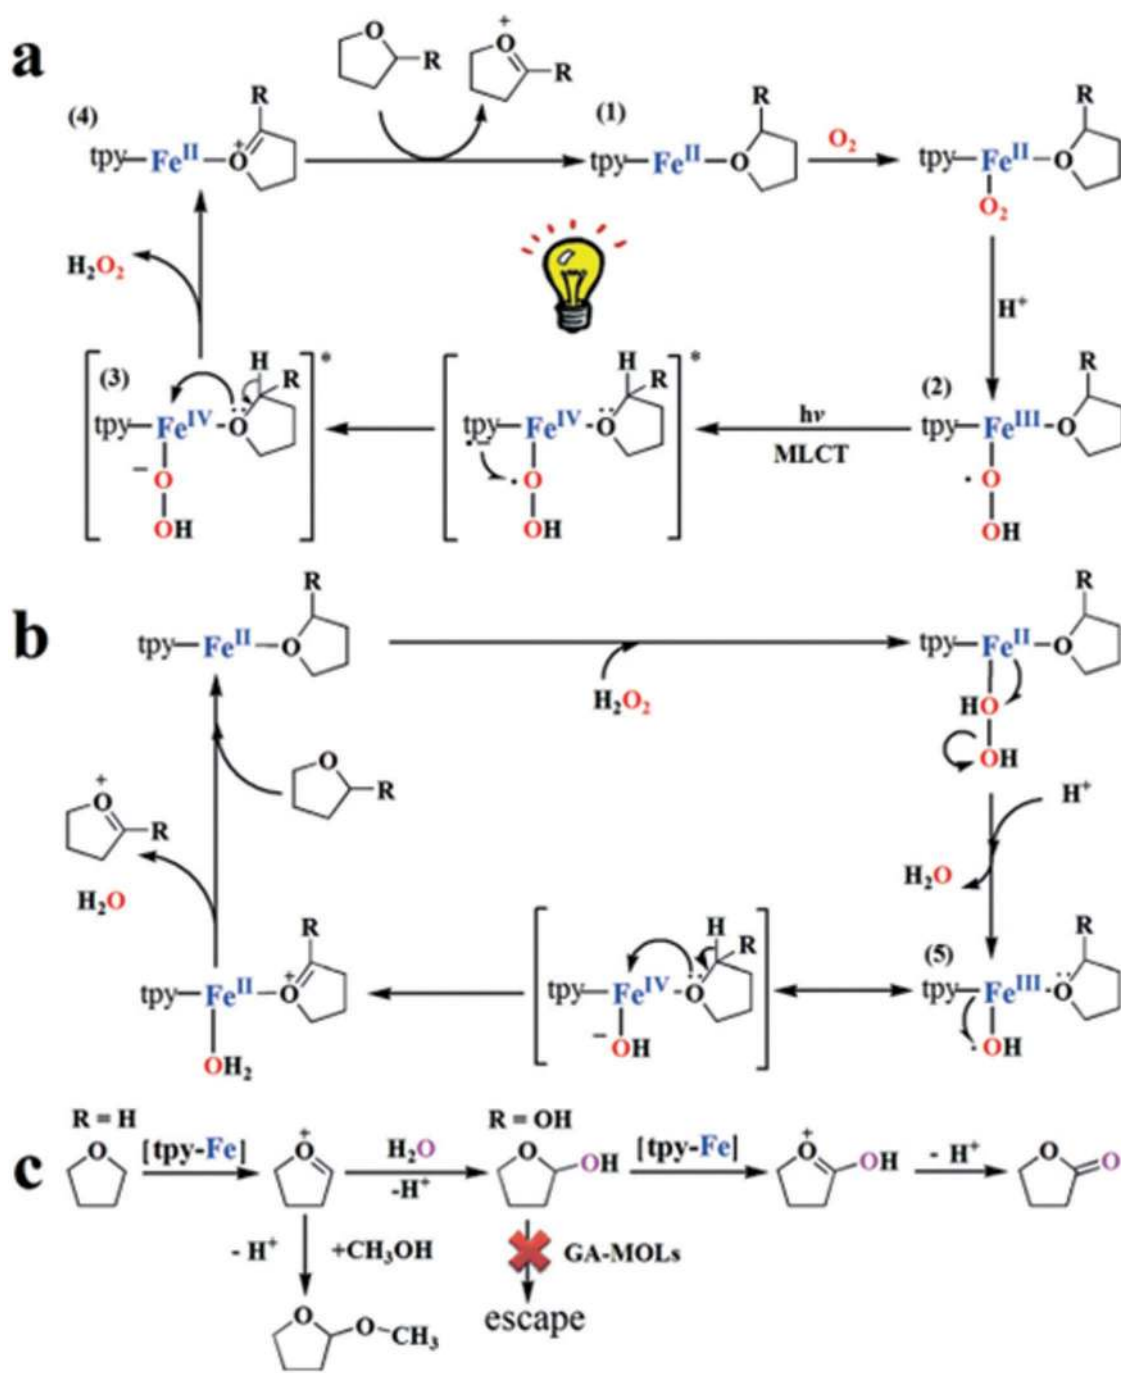 a
O
R
+
O
R
(4)
R
tpy Fe^II O
+
(1)
R
tpy Fe^II O
O₂
R
tpy Fe^II O
O₂
H₂O₂
H⁺
(3)
H
R
*
tpy Fe^IV O
–
O
OH
H
R
*
tpy Fe^IV O
O
OH
hν
MLCT
(2)
R
tpy Fe^III O
O
OH
b
R
tpy Fe^II O
H₂O₂
R
tpy Fe^II O
HO
OH
O
R
+
O
R
H₂O
H⁺
H₂O
R
tpy Fe^II O
+
OH₂
H
R
tpy Fe^IV O
–
OH
(5)
R
tpy Fe^III O
OH
c
R = H
O
[tpy-Fe]
+
O
H₂O
-H⁺
R = OH
O
OH
[tpy-Fe]
+
O
OH
- H⁺
O
O
- H⁺
+CH₃OH
GA-MOLs
escape
O
O
CH₃